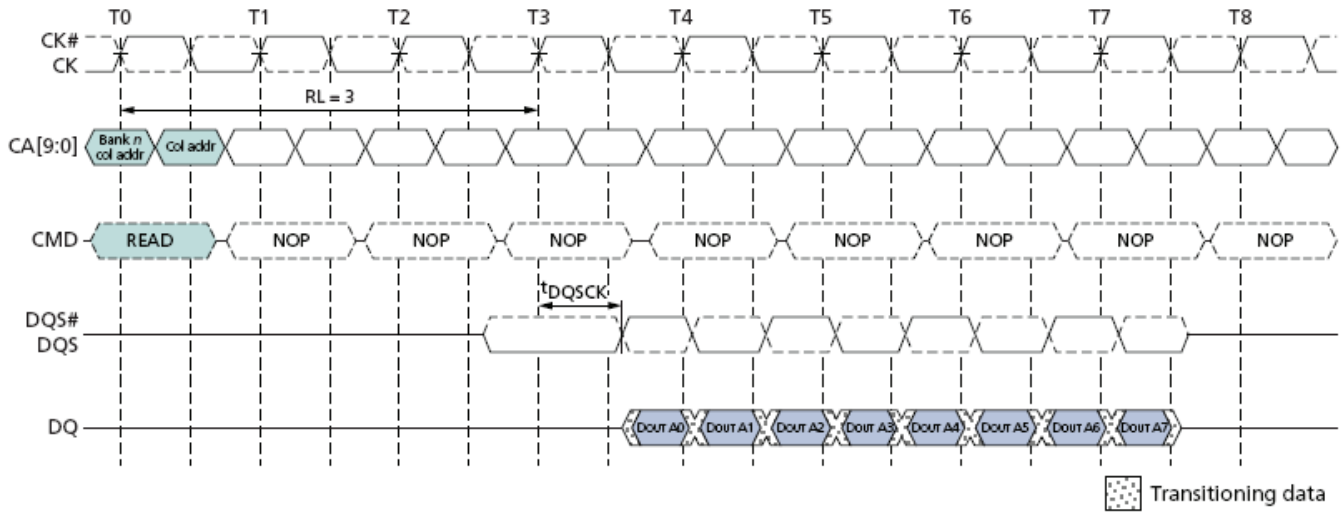 T0 T1 T2 T3 T4 T5 T6 T7 T8
CK#
CK
RL = 3
CA[9:0] Bank n col addr Col addr
CMD READ NOP NOP NOP NOP NOP NOP NOP NOP
tDQSCK
DQS#
DQS
DQ DOUT A0 DOUT A1 DOUT A2 DOUT A3 DOUT A4 DOUT A5 DOUT A6 DOUT A7
Transitioning data